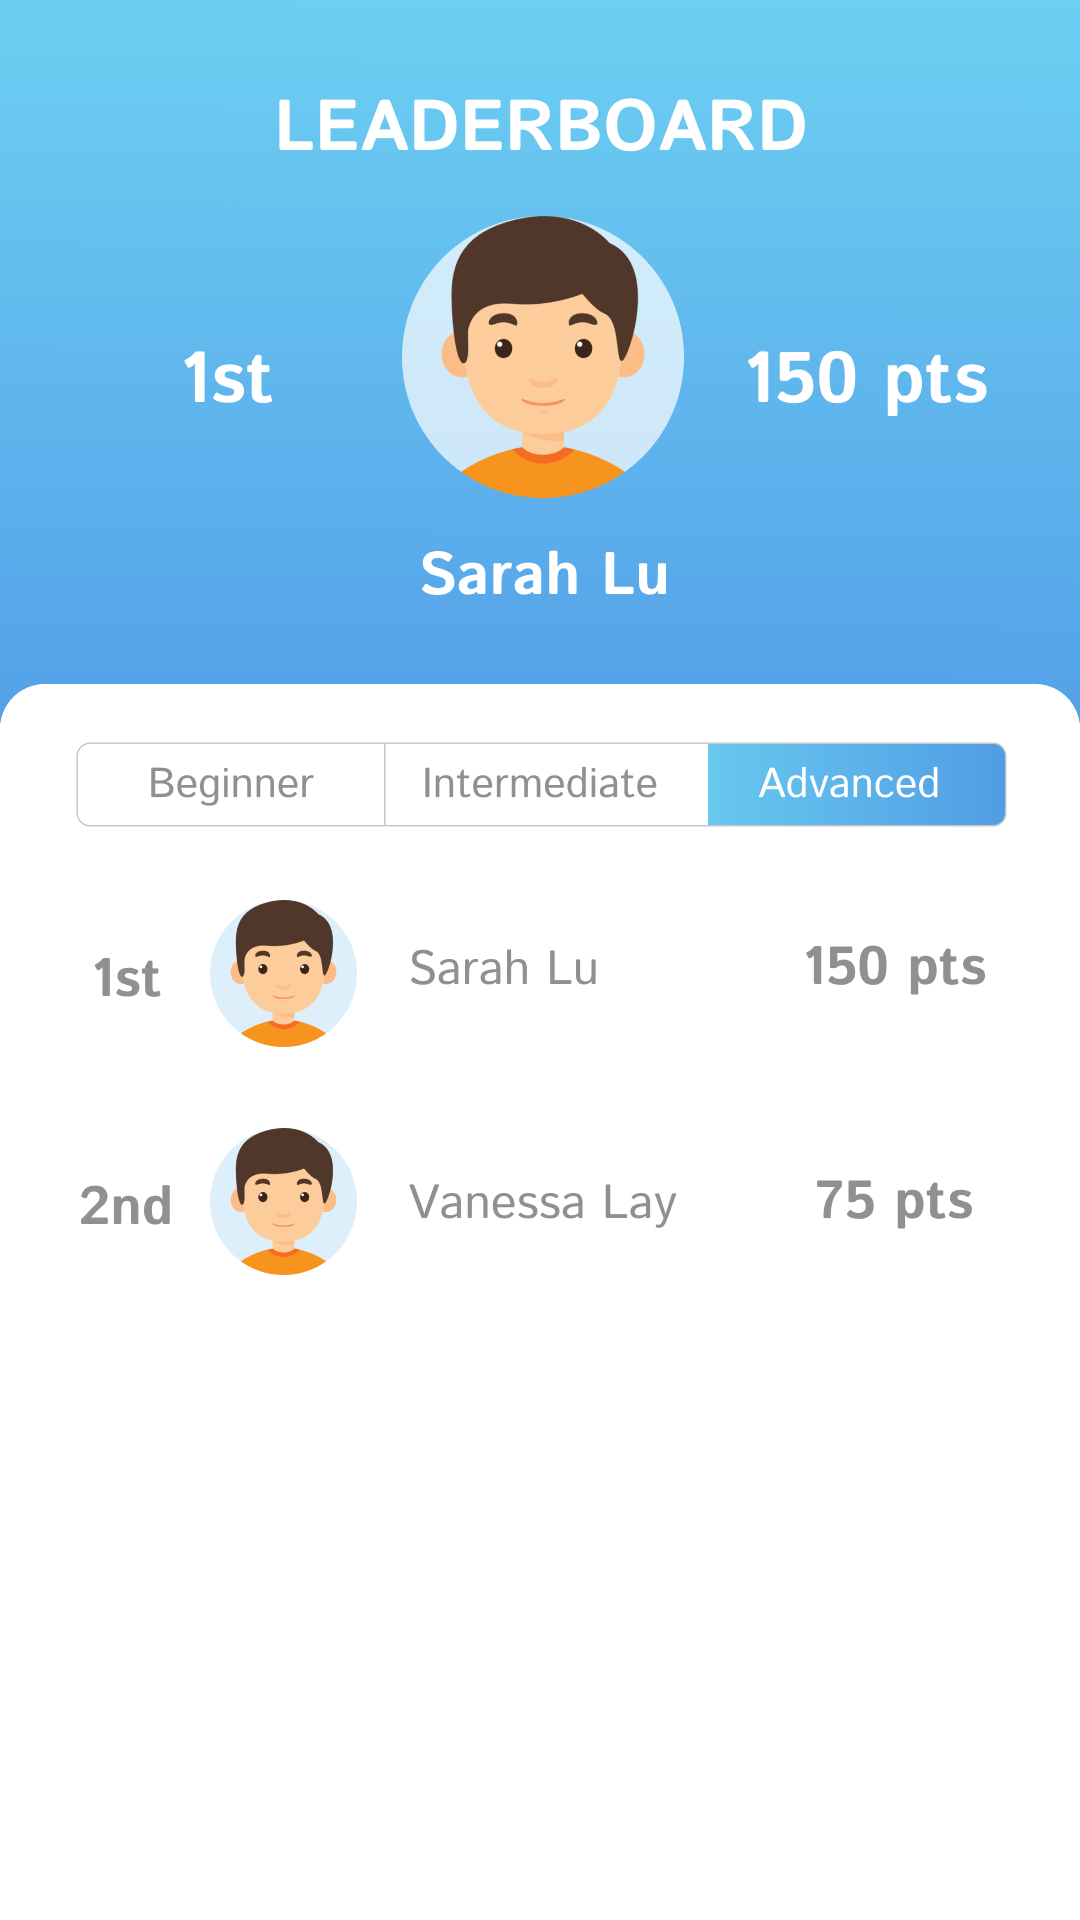 LEADERBOARD
1st
150 pts
Sarah Lu
Beginner Intermediate Advanced
1st Sarah Lu 150 pts
2nd Vanessa Lay 75 pts